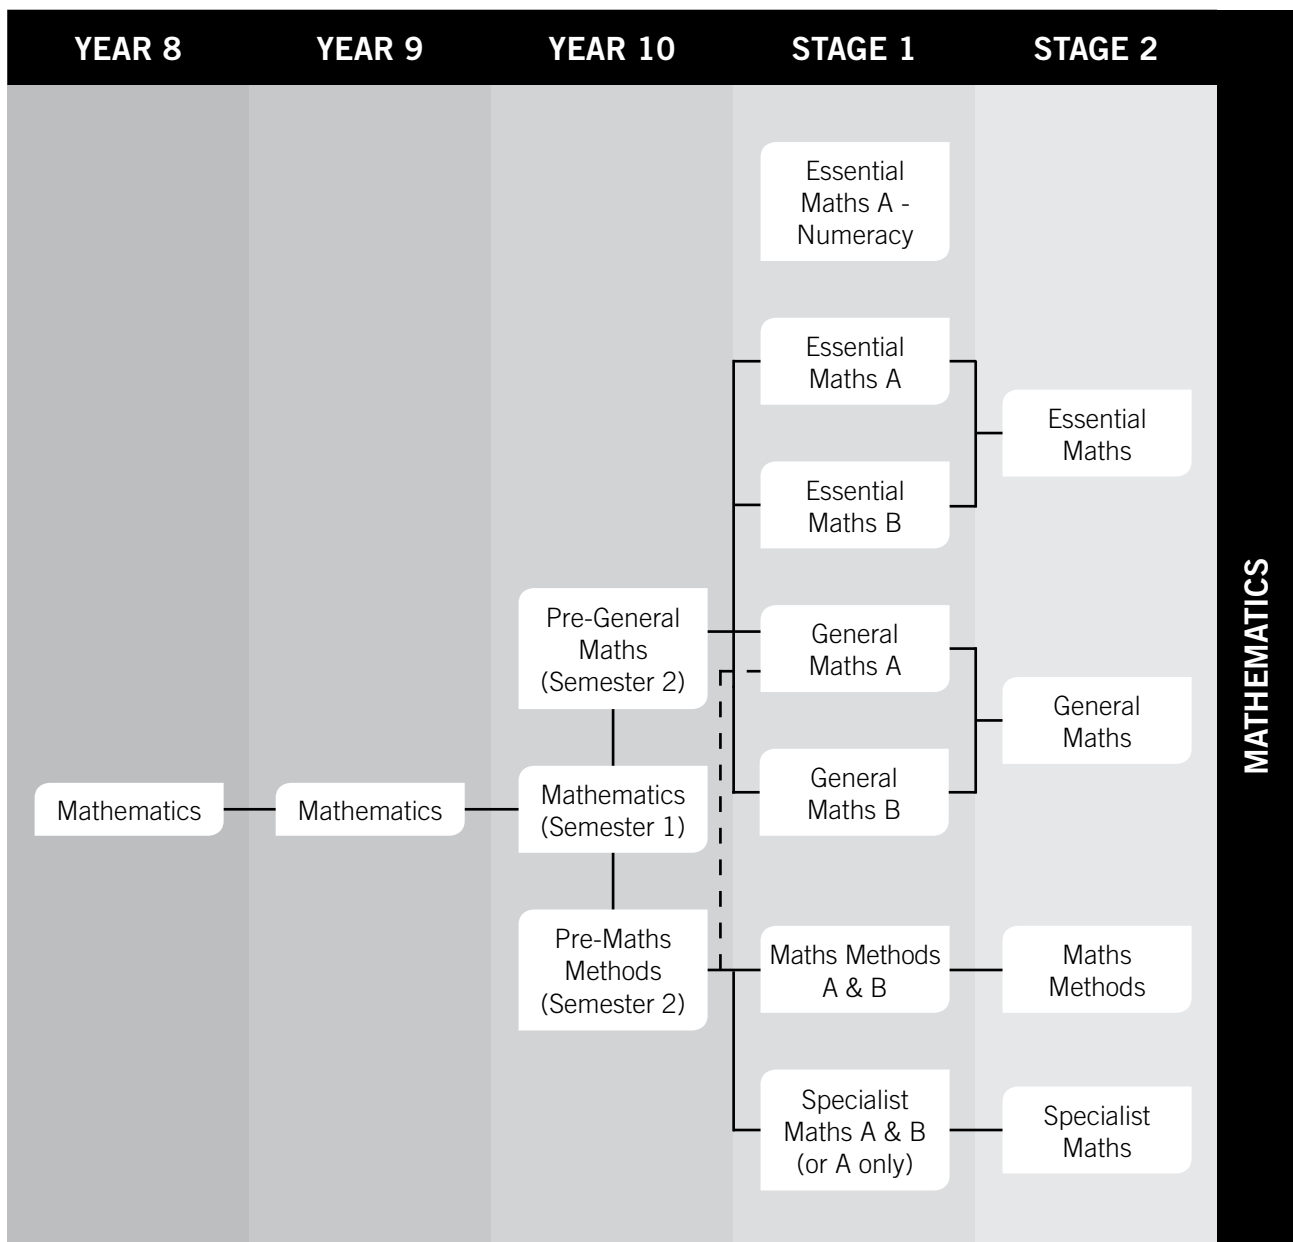 YEAR 8
YEAR 9
YEAR 10
STAGE 1
STAGE 2
Mathematics
Mathematics
Pre-General
Maths
(Semester 2)
Mathematics
(Semester 1)
Pre-Maths
Methods
(Semester 2)
Essential
Maths A -
Numeracy
Essential
Maths A
Essential
Maths B
General
Maths A
General
Maths B
Maths Methods
A & B
Specialist
Maths A & B
(or A only)
Essential
Maths
General
Maths
Maths
Methods
Specialist
Maths
MATHEMATICS